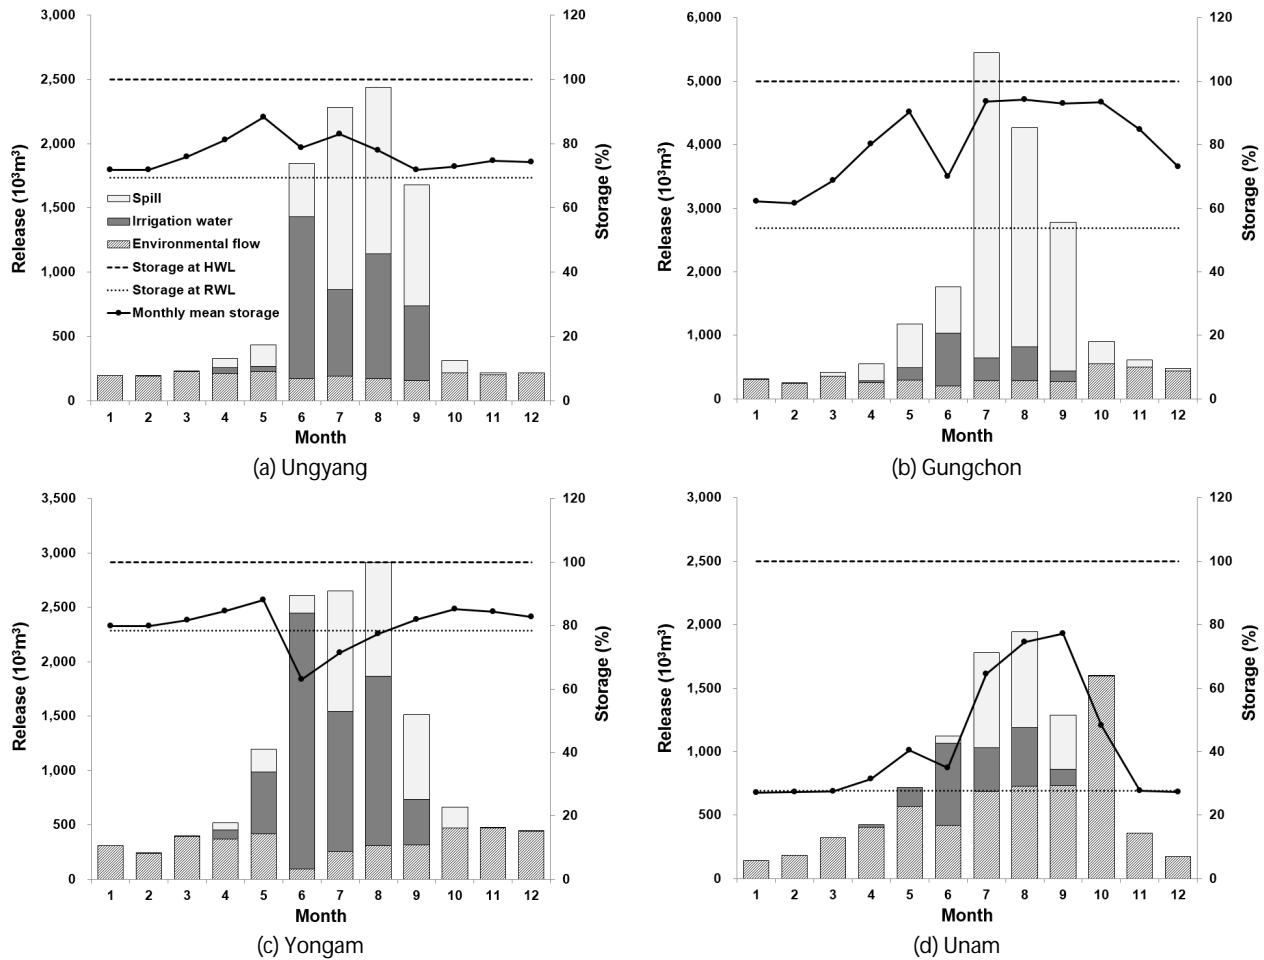 3,000
2,500
2,000
1,500
1,000
500
0
Release (10³m³)
120
100
80
60
40
20
0
Storage (%)
Spill
Irrigation water
Environmental flow
Storage at HWL
Storage at RWL
Monthly mean storage
1 2 3 4 5 6 7 8 9 10 11 12
Month
(a) Ungyang
6,000
5,000
4,000
3,000
2,000
1,000
0
Release (10³m³)
120
100
80
60
40
20
0
Storage (%)
1 2 3 4 5 6 7 8 9 10 11 12
Month
(b) Gungchon
3,500
3,000
2,500
2,000
1,500
1,000
500
0
Release (10³m³)
120
100
80
60
40
20
0
Storage (%)
1 2 3 4 5 6 7 8 9 10 11 12
Month
(c) Yongam
3,000
2,500
2,000
1,500
1,000
500
0
Release (10³m³)
120
100
80
60
40
20
0
Storage (%)
1 2 3 4 5 6 7 8 9 10 11 12
Month
(d) Unam